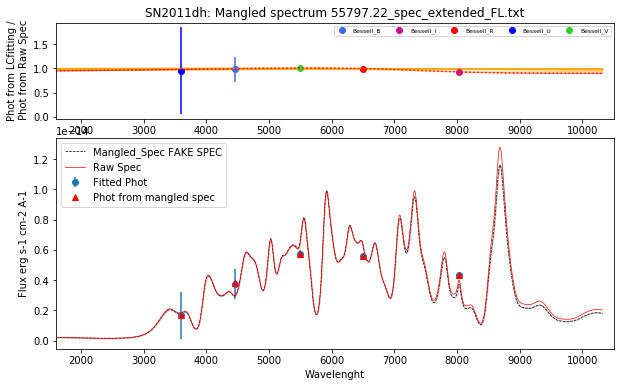 SN2011dh: Mangled spectrum 55797.22_spec_extended_FL.txt
Phot from LCfitting /
Phot from Raw Spec
1.5
1.0
0.5
0.0
Bessell_B
Bessell_I
Bessell_R
Bessell_U
Bessell_V
2000 3000 4000 5000 6000 7000 8000 9000 10000
1e−14
Flux erg s-1 cm-2 A-1
1.2
1.0
0.8
0.6
0.4
0.2
0.0
Mangled_Spec FAKE SPEC
Raw Spec
Fitted Phot
Phot from mangled spec
2000 3000 4000 5000 6000 7000 8000 9000 10000
Wavelenght